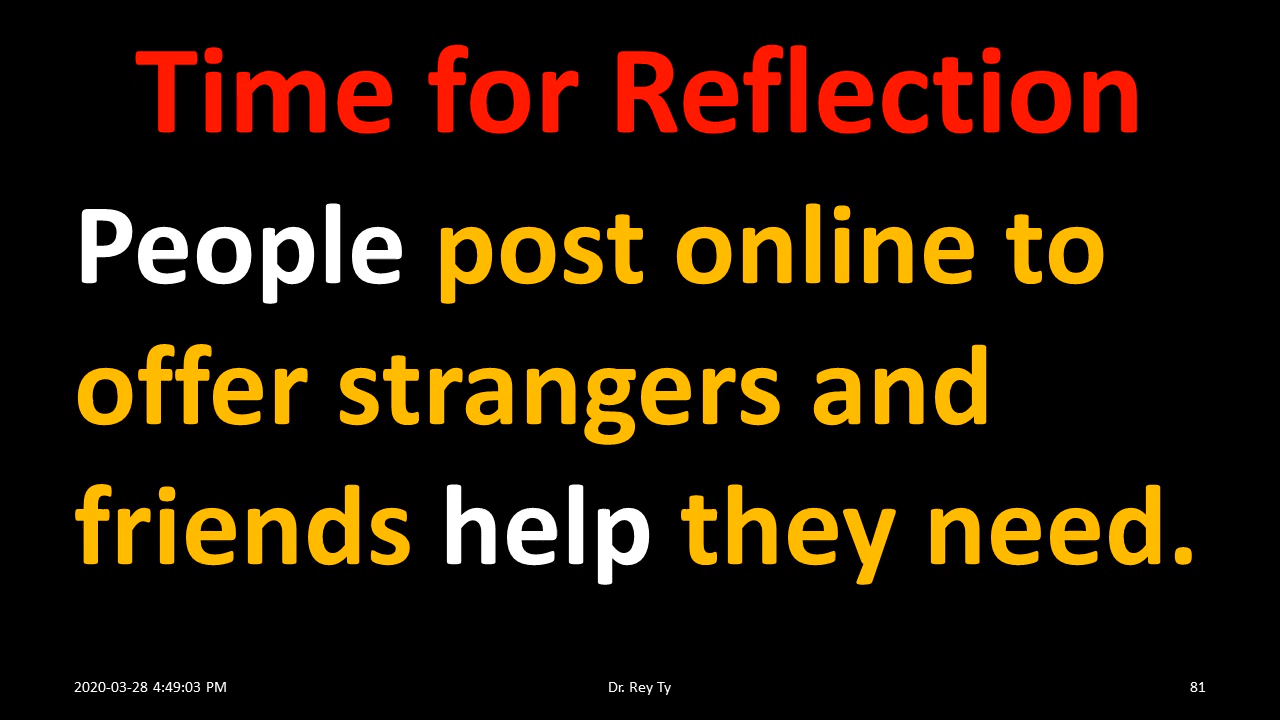 Time for Reflection
People post online to
offer strangers and
friends help they need.
2020-03-28 4:49:03 PM
Dr. Rey Ty
81